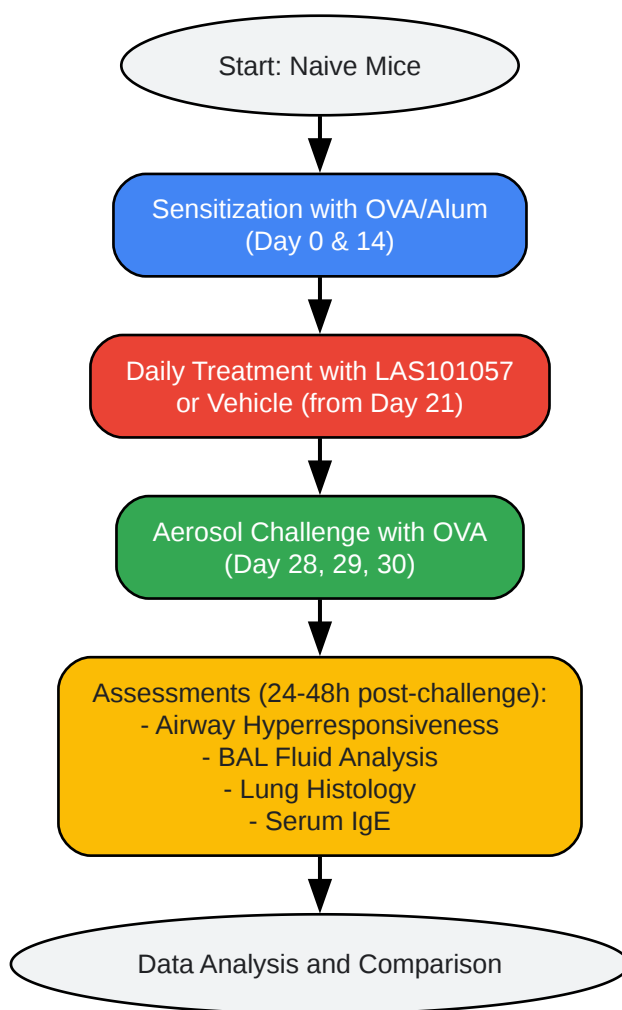 Start: Naive Mice
Sensitization with OVA/Alum
(Day 0 & 14)
Daily Treatment with LAS101057
or Vehicle (from Day 21)
Aerosol Challenge with OVA
(Day 28, 29, 30)
Assessments (24-48h post-challenge):
- Airway Hyperresponsiveness
- BAL Fluid Analysis
- Lung Histology
- Serum IgE
Data Analysis and Comparison